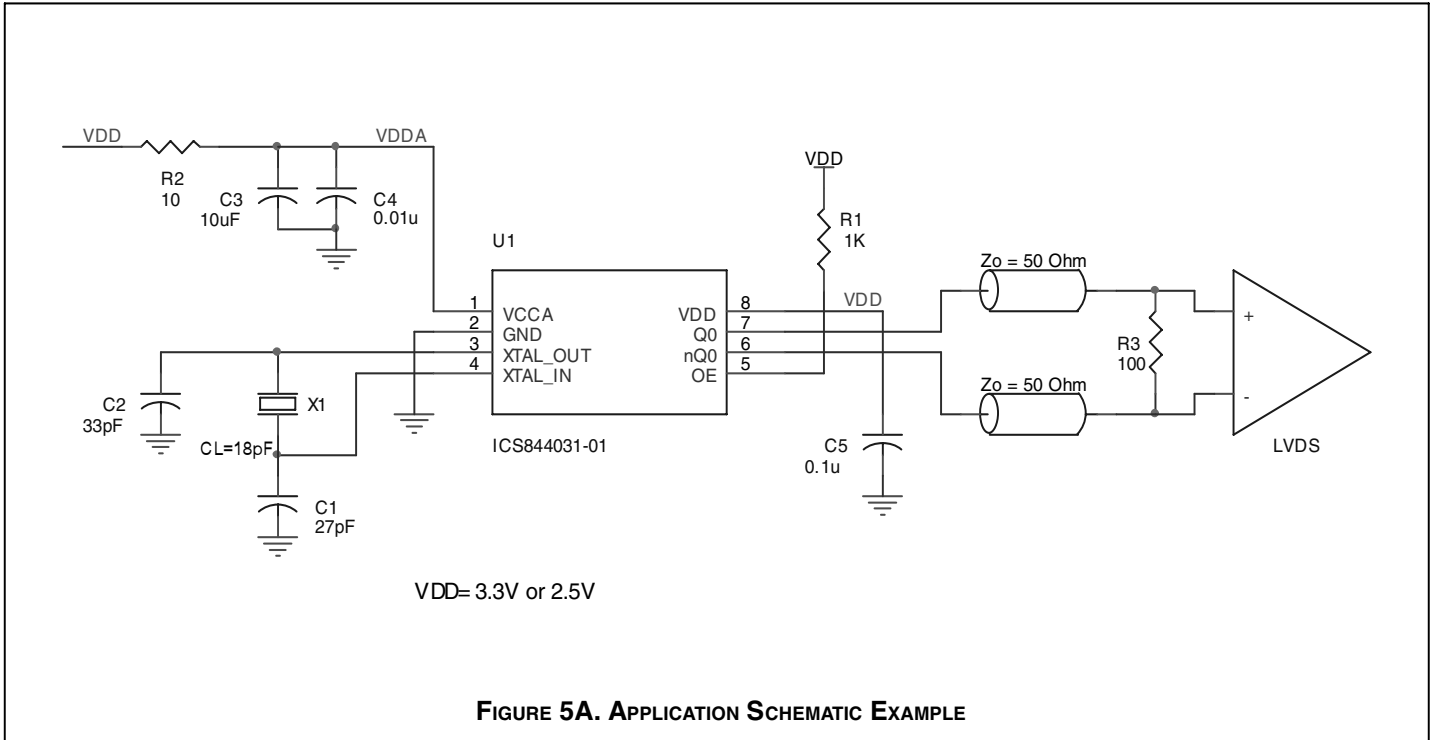 VDD
VDDA
R2
10
C3
10uF
C4
0.01u
VDD
R1
1K
U1
1
2
3
4
VCCA
GND
XTAL_OUT
XTAL_IN
VDD
Q0
nQ0
OE
8
7
6
5
VDD
ICS844031-01
C2
33pF
X1
CL=18pF
C1
27pF
C5
0.1u
Zo = 50 Ohm
Zo = 50 Ohm
R3
100
+
-
LVDS
VDD= 3.3V or 2.5V
FIGURE 5A. APPLICATION SCHEMATIC EXAMPLE